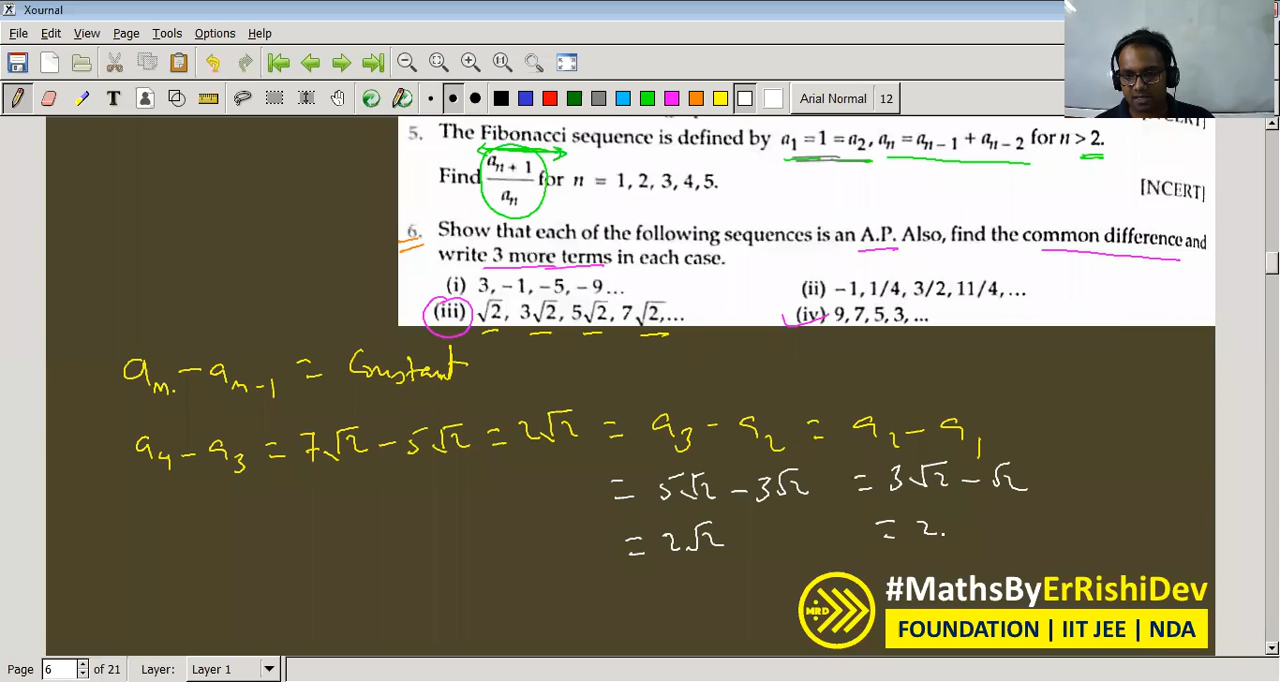 Xournal
File Edit View Page Tools Options Help
Arial Normal 12
5. The Fibonacci sequence is defined by a₁ = 1 = a₂, aₙ = aₙ₋₁ + aₙ₋₂ for n > 2.
Find aₙ₊₁/aₙ for n = 1, 2, 3, 4, 5. [NCERT]
6. Show that each of the following sequences is an A.P. Also, find the common difference and
write 3 more terms in each case.
(i) 3, −1, −5, −9... (ii) −1, 1/4, 3/2, 11/4, ...
(iii) √2, 3√2, 5√2, 7√2,... (iv) 9, 7, 5, 3, ...
aₙ − aₙ₋₁ = Constant
a₄ − a₃ = 7√2 − 5√2 = 2√2 = a₃ − a₂ = a₂ − a₁
= 5√2 − 3√2 = 3√2 − √2
= 2√2 = 2.
MRD
#MathsByErRishiDev
FOUNDATION | IIT JEE | NDA
Page 6 of 21 Layer: Layer 1